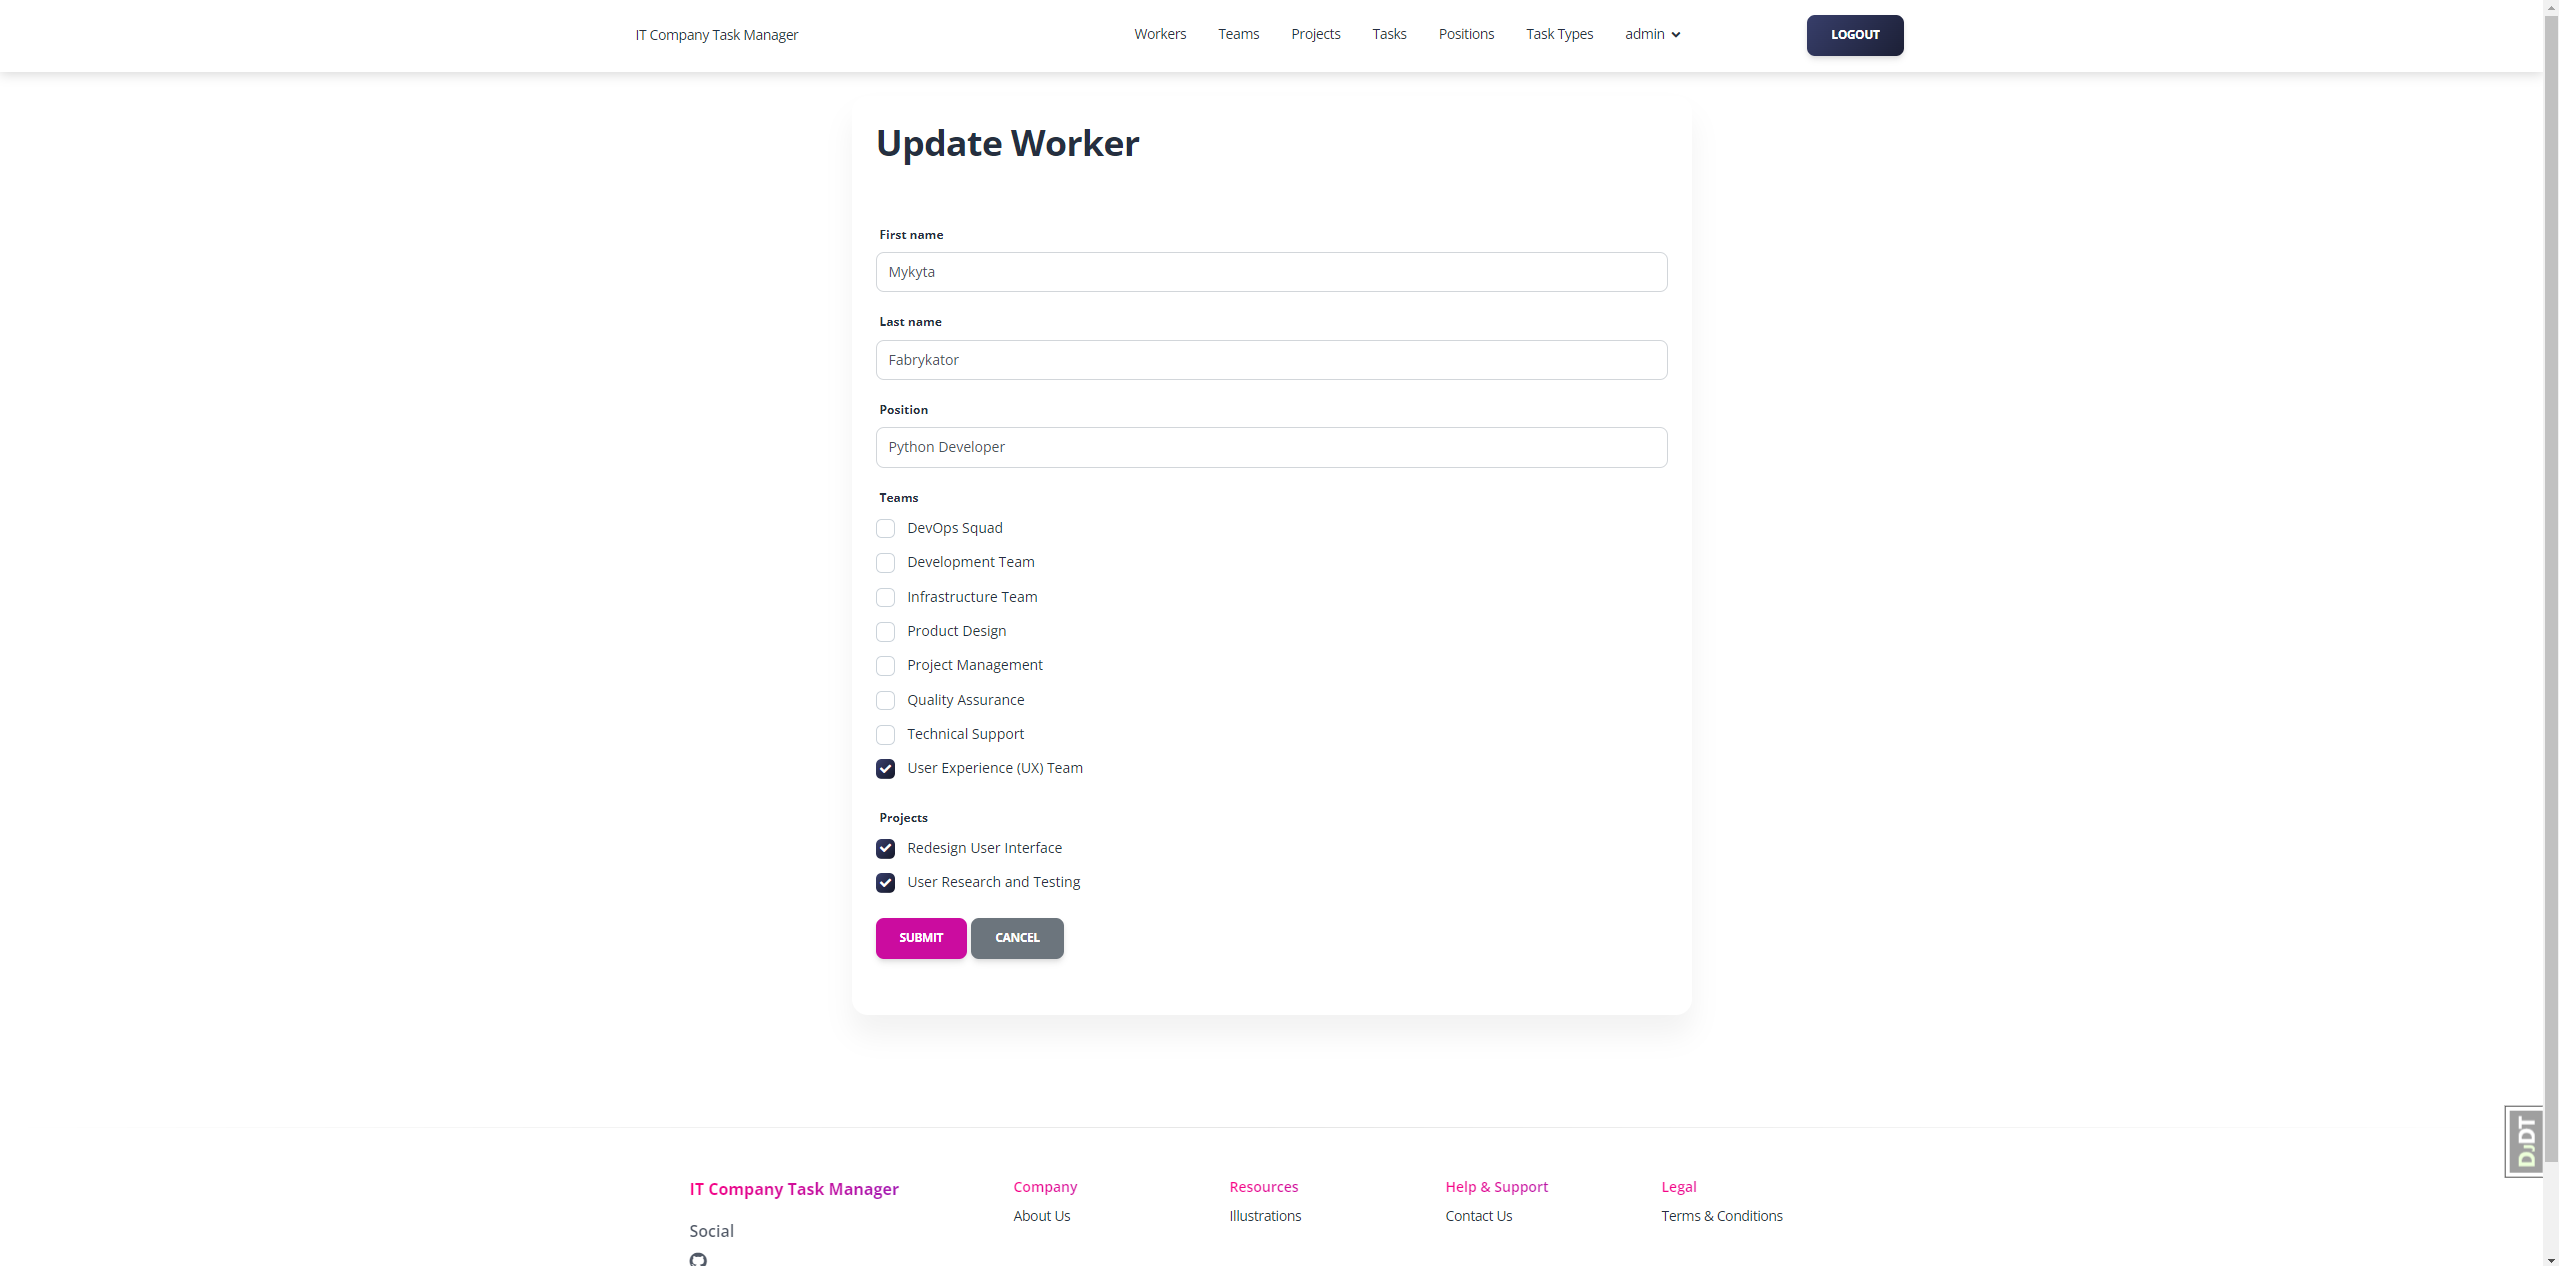 IT Company Task Manager
Workers Teams Projects Tasks Positions Task Types admin
LOGOUT
Update Worker
First name
Mykyta
Last name
Fabrykator
Position
Python Developer
Teams
DevOps Squad
Development Team
Infrastructure Team
Product Design
Project Management
Quality Assurance
Technical Support
User Experience (UX) Team
Projects
Redesign User Interface
User Research and Testing
SUBMIT CANCEL
DJDT
IT Company Task Manager
Social
Company
About Us
Resources
Illustrations
Help & Support
Contact Us
Legal
Terms & Conditions